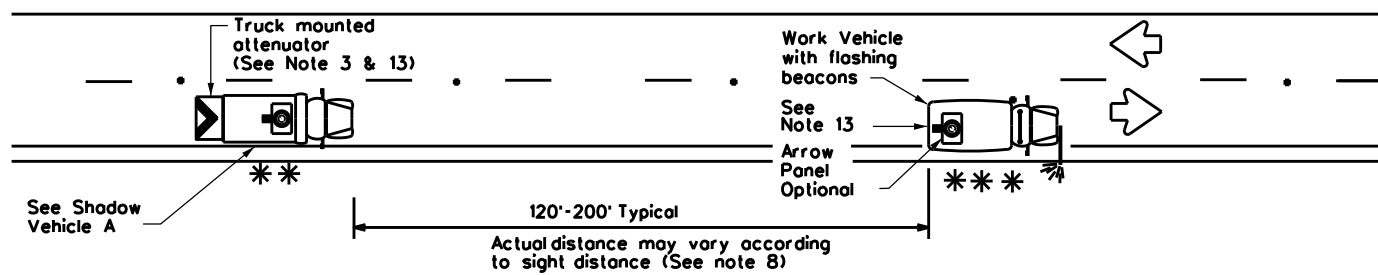 Truck mounted
attenuator
(See Note 3 & 13)
Work Vehicle
with flashing
beacons
See
Note 13
Arrow
Panel
Optional
See Shadow
Vehicle A
120'-200' Typical
Actual distance may vary according
to sight distance (See note 8)